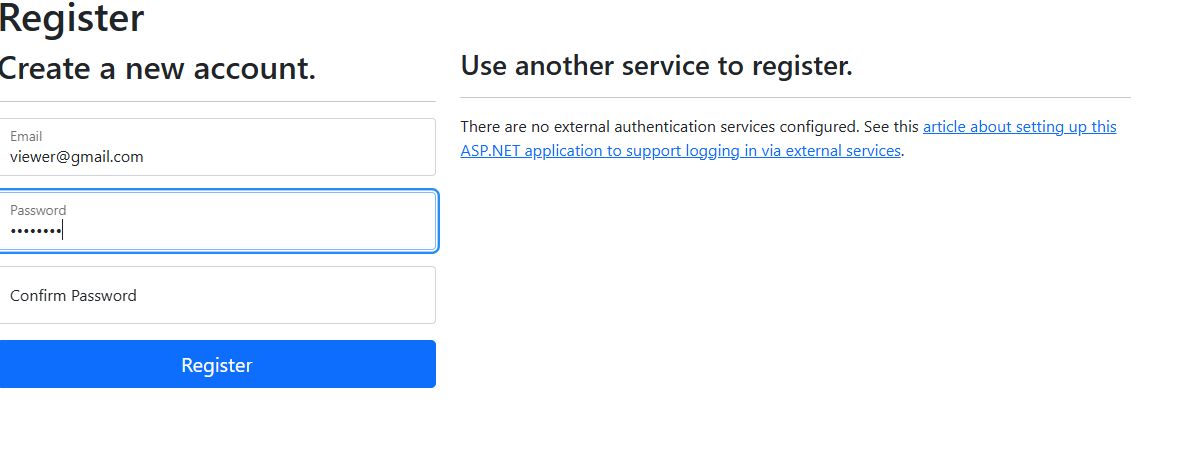 Register
Create a new account.
Email
viewer@gmail.com
Password
••••••••
Confirm Password
Register
Use another service to register.
There are no external authentication services configured. See this article about setting up this
ASP.NET application to support logging in via external services.